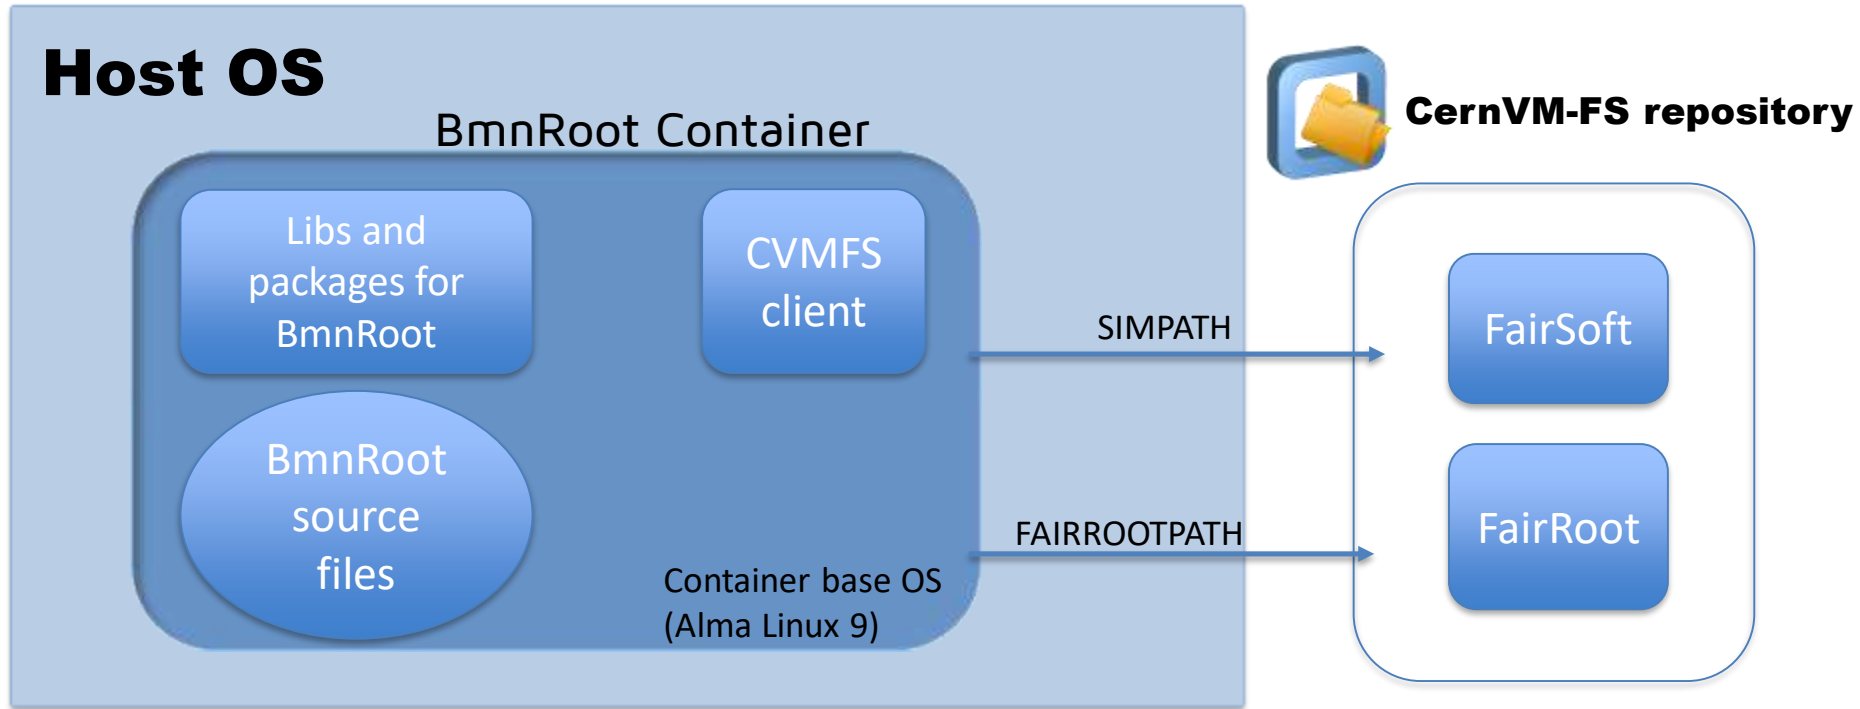 Host OS
BmnRoot Container
CernVM-FS repository
Libs and
packages for
BmnRoot
CVMFS
client
SIMPATH
FairSoft
BmnRoot
source
files
FAIRROOTPATH
FairRoot
Container base OS
(Alma Linux 9)